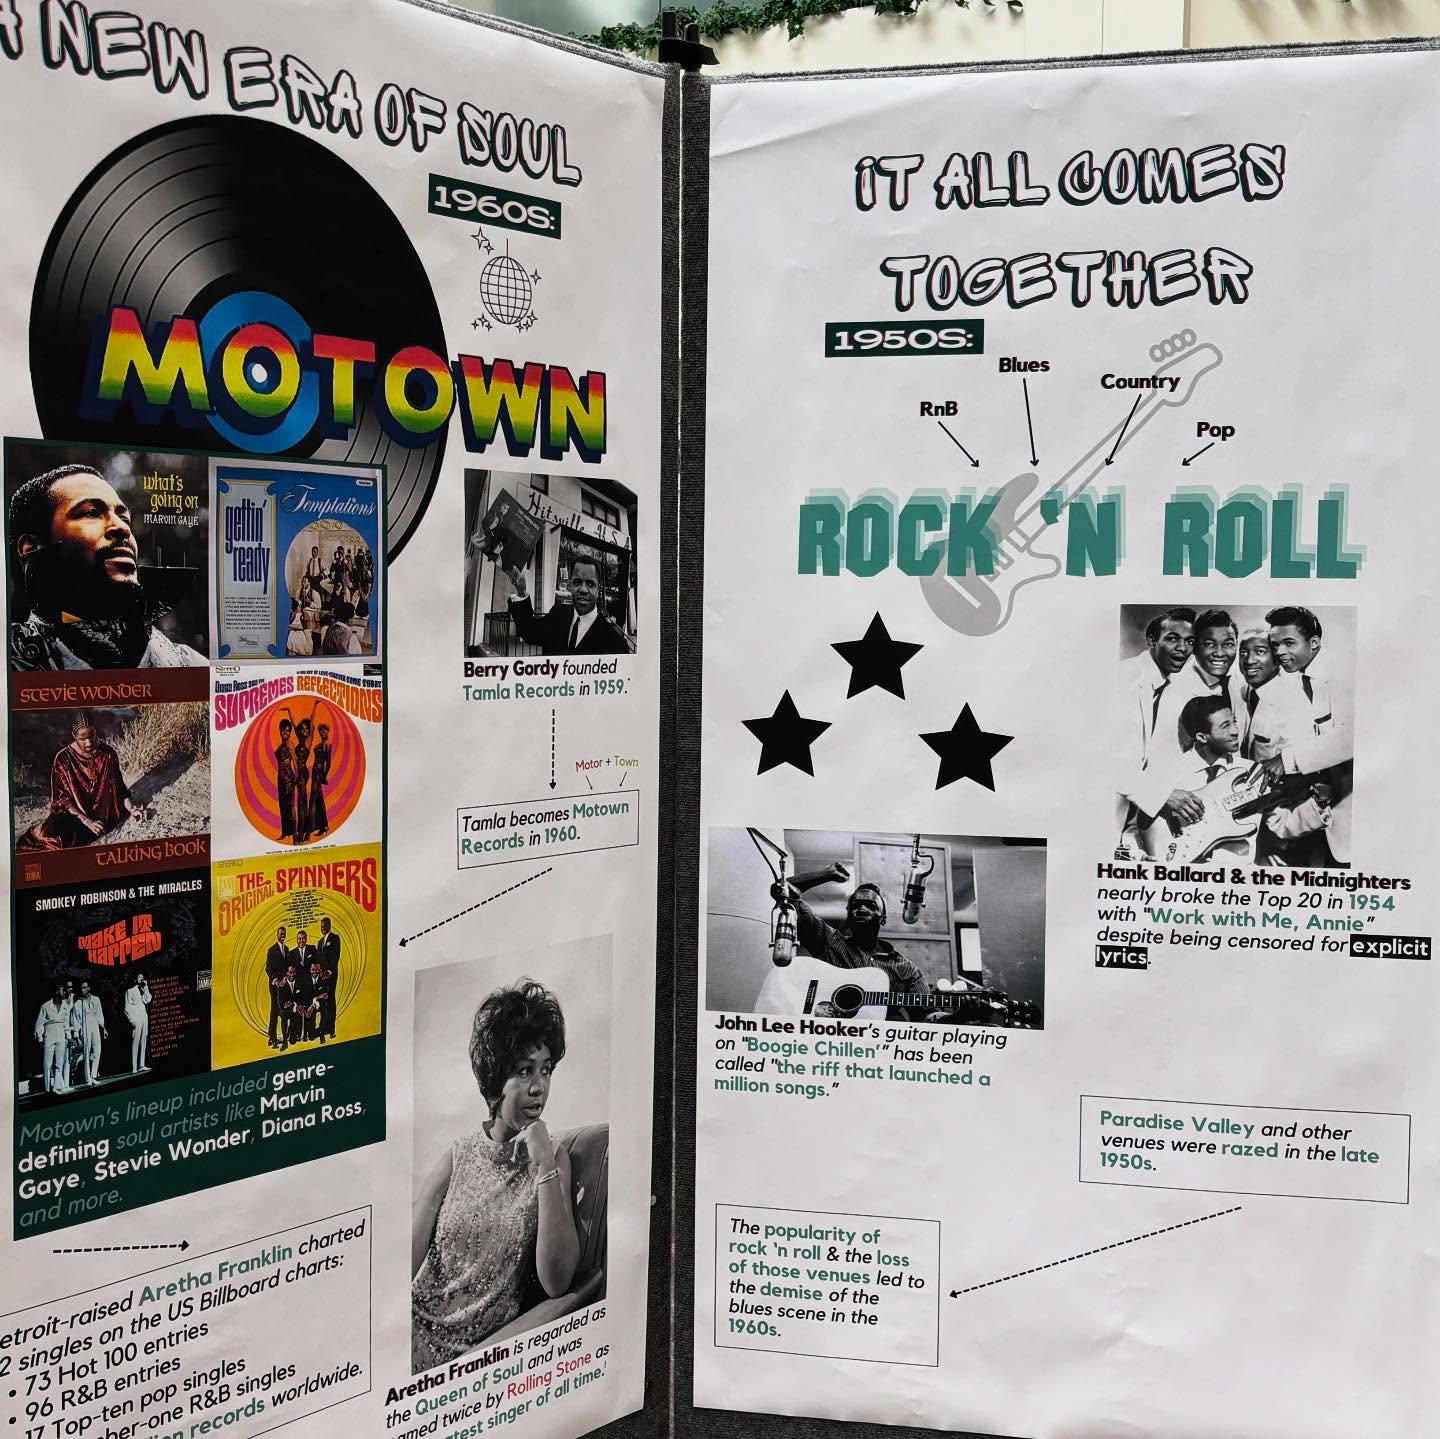 A NEW ERA OF SOUL
1960S:
MOTOWN
what's
going on
MARVIN GAYE
gettin'
ready
Temptations
STEVIE WONDER
TALKING BOOK
STEREO
Diana Ross and the
SUPREMES REFLECTIONS
SMOKEY ROBINSON & THE MIRACLES
MAKE IT
HAPPEN
TAMLA
STEREO
THE
ORIGINAL SPINNERS
Motown's lineup included genre-
defining soul artists like Marvin
Gaye, Stevie Wonder, Diana Ross,
and more.
Hitsville U.S.A.
Berry Gordy founded
Tamla Records in 1959.
Motor + Town
Tamla becomes Motown
Records in 1960.
etroit-raised Aretha Franklin charted
2 singles on the US Billboard charts:
• 73 Hot 100 entries
• 96 R&B entries
17 Top-ten pop singles
ber-one R&B singles
records worldwide.
Aretha Franklin is regarded as
the Queen of Soul and was
named twice by Rolling Stone as
atest singer of all time.'
iT ALL COMES
TOGETHER
1950S:
RnB
Blues
Country
Pop
ROCK 'N ROLL
Hank Ballard & the Midnighters
nearly broke the Top 20 in 1954
with "Work with Me, Annie"
despite being censored for explicit
lyrics.
John Lee Hooker's guitar playing
on "Boogie Chillen'" has been
called "the riff that launched a
million songs."
Paradise Valley and other
venues were razed in the late
1950s.
The popularity of
rock 'n roll & the loss
of those venues led to
the demise of the
blues scene in the
1960s.